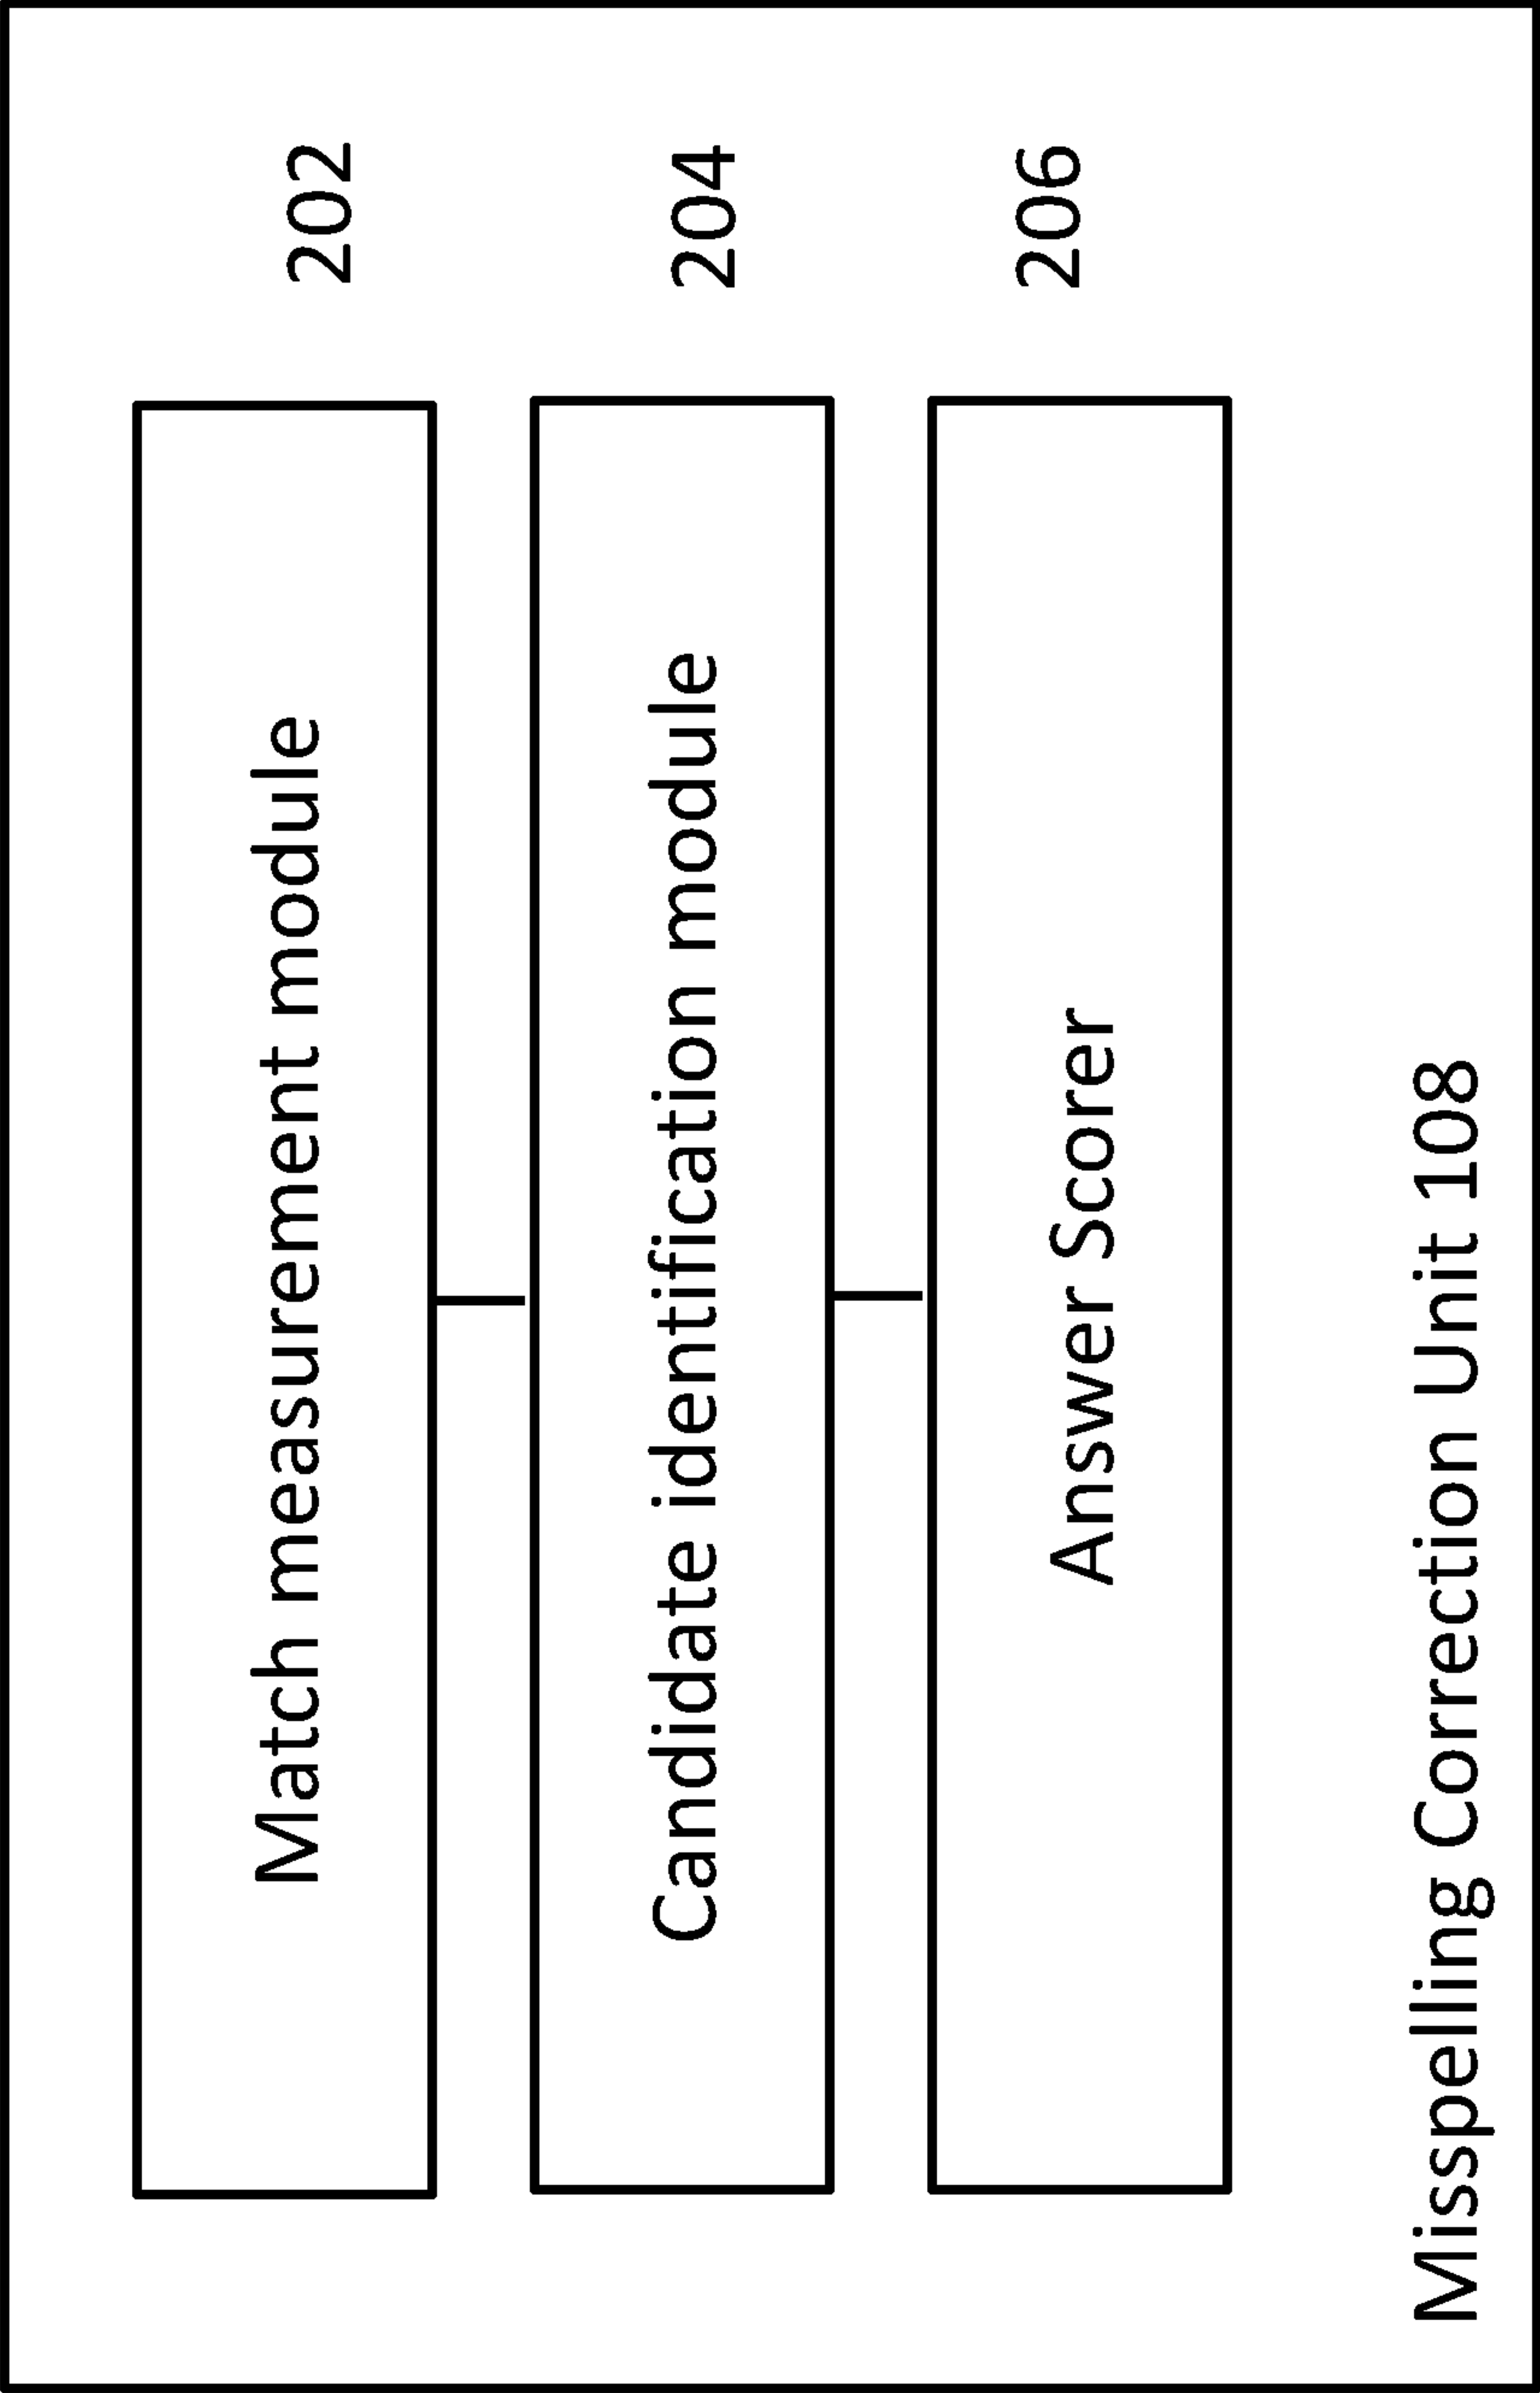 Match measurement module 202
Candidate identification module 204
Answer Scorer 206
Misspelling Correction Unit 108